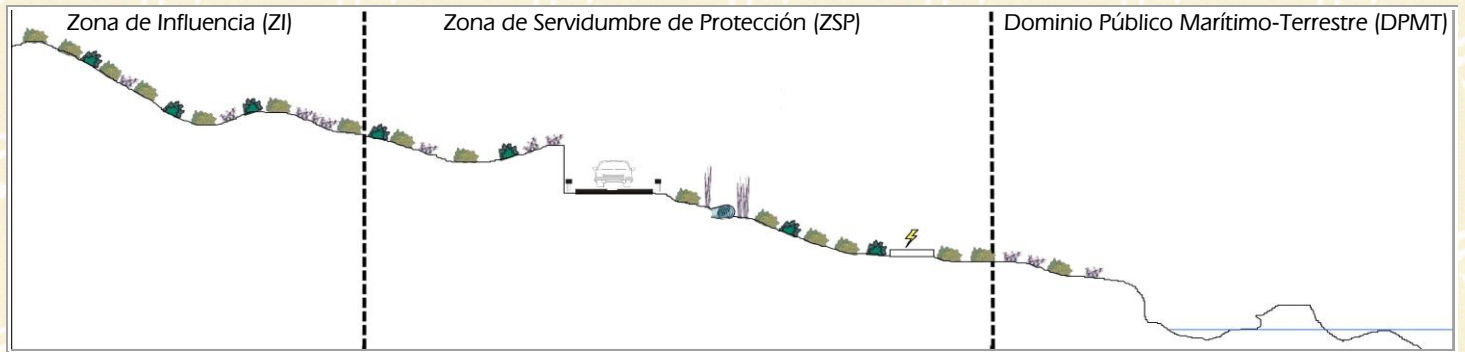 Zona de Influencia (ZI)
Zona de Servidumbre de Protección (ZSP)
Dominio Público Marítimo-Terrestre (DPMT)